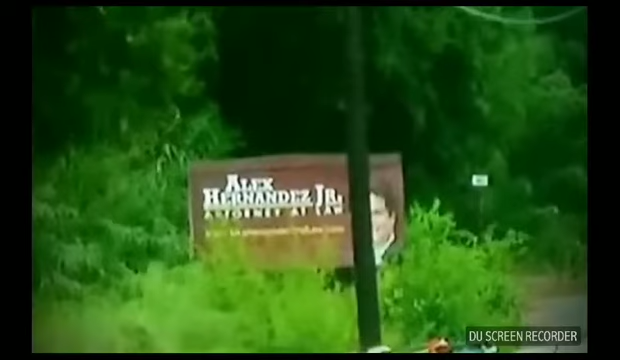 ALEX
HERNANDEZ JR.
ATTORNEY AT LAW
DU SCREEN RECORDER